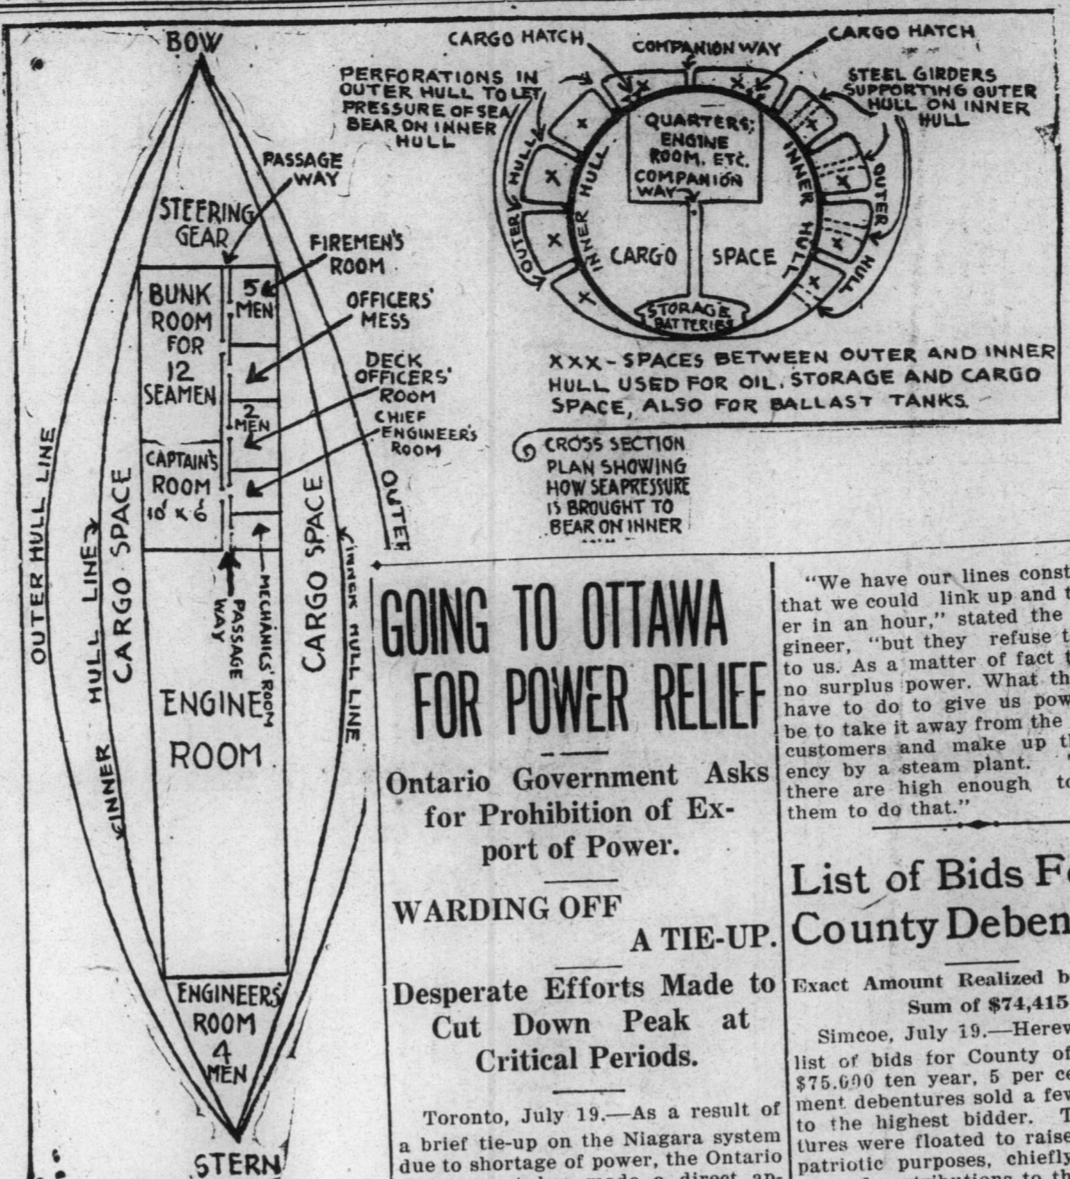 BOW
CARGO HATCH
COMPANION WAY
CARGO HATCH
PERFORATIONS IN
OUTER HULL TO LET
PRESSURE OF SEA
BEAR ON INNER
HULL
STEEL GIRDERS
SUPPORTING OUTER
HULL ON INNER
HULL
QUARTERS,
ENGINE
ROOM, ETC.
COMPANION
WAY
OUTER HULL
OUTER
INNER HULL
INNER HULL
OUTER
HULL
CARGO SPACE
STORAGE
BATTERIES
XXX - SPACES BETWEEN OUTER AND INNER
HULL USED FOR OIL, STORAGE AND CARGO
SPACE, ALSO FOR BALLAST TANKS.
CROSS SECTION
PLAN SHOWING
HOW SEA PRESSURE
IS BROUGHT TO
BEAR ON INNER
PASSAGE
WAY
STEERING
GEAR
FIREMEN'S
ROOM
5
MEN
OFFICERS'
MESS
BUNK
ROOM
FOR
12
SEAMEN
DECK
OFFICERS'
ROOM
2
MEN
CHIEF
ENGINEER'S
ROOM
CAPTAIN'S
ROOM
10' x 6'
OUTER HULL LINE
INNER HULL LINE
CARGO SPACE
CARGO SPACE
INNER HULL LINE
OUTER
PASSAGE
WAY
MECHANICS' ROOM
ENGINE
ROOM
ENGINEERS'
ROOM
4
MEN
STERN
GOING TO OTTAWA
FOR POWER RELIEF
Ontario Government Asks
for Prohibition of Ex-
port of Power.
WARDING OFF
A TIE-UP.
Desperate Efforts Made to
Cut Down Peak at
Critical Periods.
Toronto, July 19.—As a result of
a brief tie-up on the Niagara system
due to shortage of power, the Ontario
"We have our lines const
that we could link up and
er in an hour," stated the
gineer, "but they refuse
to us. As a matter of fact
no surplus power. What th
have to do to give us pow
be to take it away from the
customers and make up
ency by a steam plant.
there are high enough
them to do that."
List of Bids
County Deben
Exact Amount Realized
Sum of $74,415
Simcoe, July 19.—Herew
list of bids for County of
$75.000 ten year, 5 per ce
ment debentures sold a few
to the highest bidder.
tures were floated to raise
patriotic purposes, chiefly